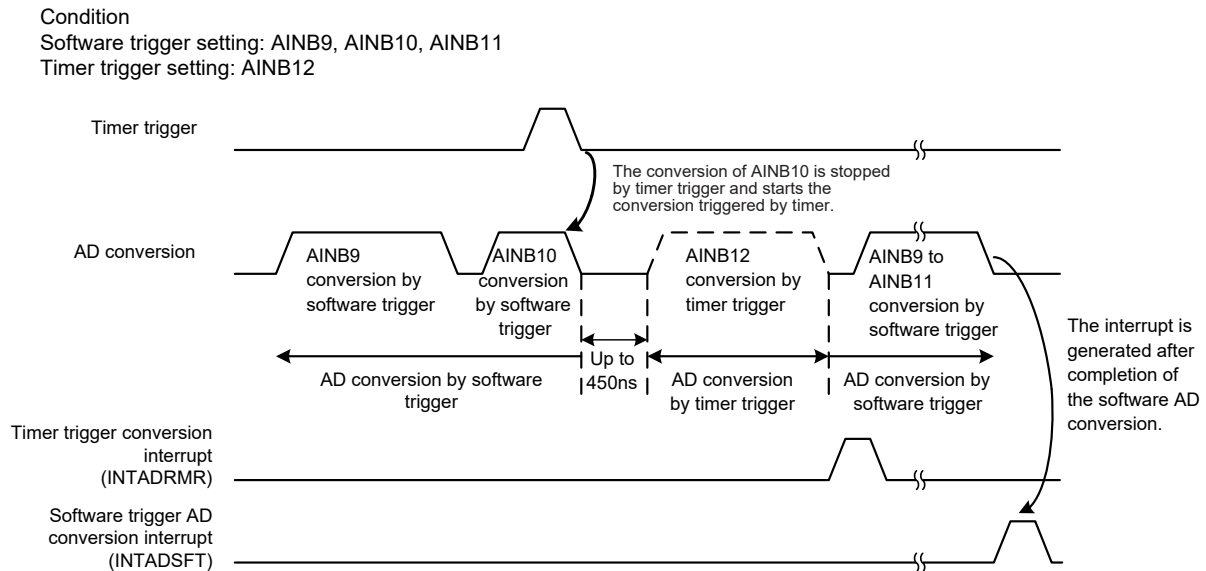 Condition
Software trigger setting: AINB9, AINB10, AINB11
Timer trigger setting: AINB12
Timer trigger
The conversion of AINB10 is stopped
by timer trigger and starts the
conversion triggered by timer.
AD conversion
AINB9
conversion by
software trigger
AINB10
conversion
by software
trigger
AINB12
conversion by
timer trigger
AINB9 to
AINB11
conversion by
software trigger
The interrupt is
generated after
completion of
the software AD
conversion.
AD conversion by software
trigger
Up to
450ns
AD conversion
by timer trigger
AD conversion by
software trigger
Timer trigger conversion
interrupt
(INTADRMR)
Software trigger AD
conversion interrupt
(INTADSFT)